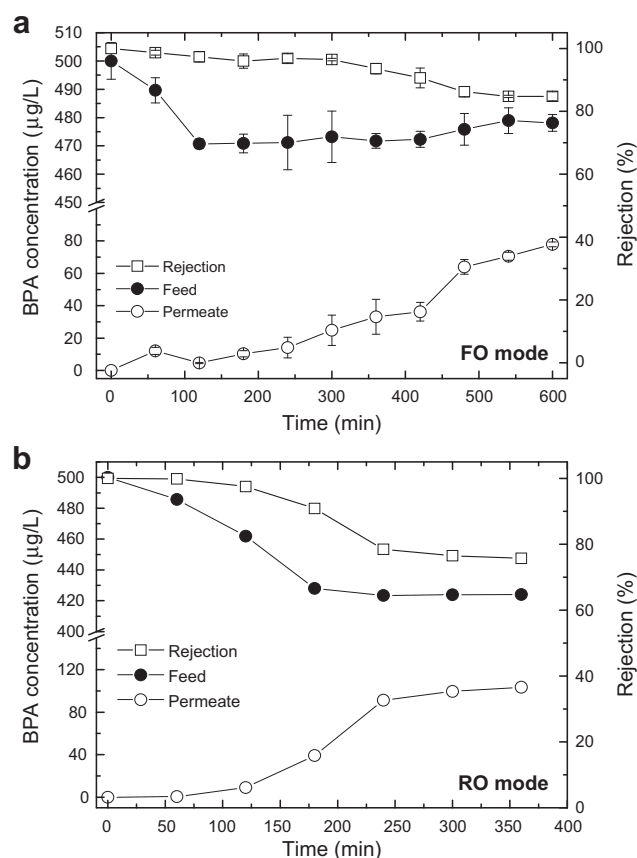 a
BPA concentration (µg/L)
510
500
490
480
470
460
450
80
60
40
20
0
100
80
60
40
20
0
Rejection (%)
Rejection
Feed
Permeate
FO mode
0 100 200 300 400 500 600
Time (min)
b
BPA concentration (µg/L)
500
480
460
440
420
400
120
80
40
0
100
80
60
40
20
0
Rejection (%)
Rejection
Feed
Permeate
RO mode
0 50 100 150 200 250 300 350 400
Time (min)